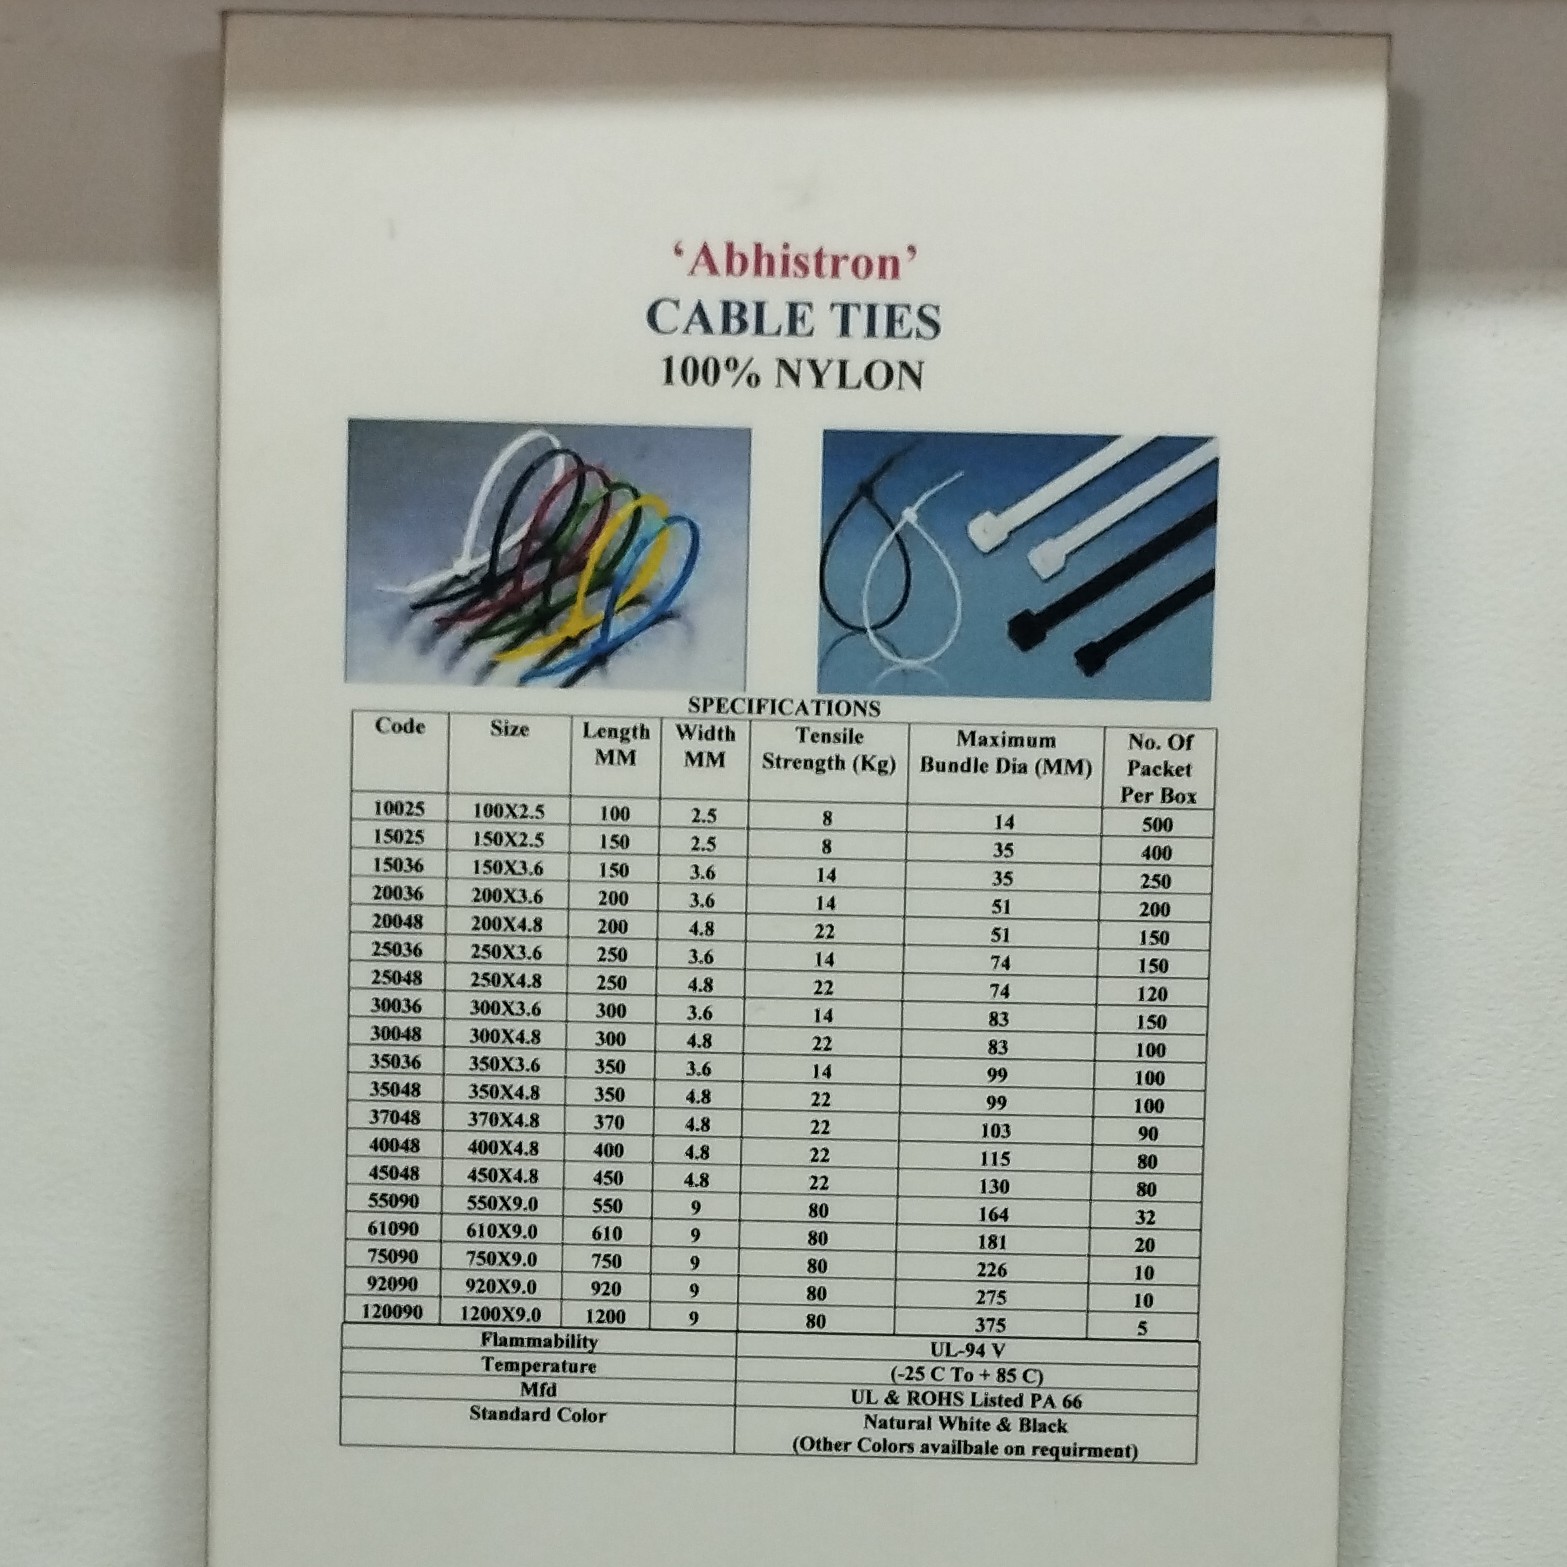 ‘Abhistron’
CABLE TIES
100% NYLON
SPECIFICATIONS
Code Size Length MM Width MM Tensile Strength (Kg) Maximum Bundle Dia (MM) No. Of Packet Per Box
10025 100X2.5 100 2.5 8 14 500
15025 150X2.5 150 2.5 8 35 400
15036 150X3.6 150 3.6 14 35 250
20036 200X3.6 200 3.6 14 51 200
20048 200X4.8 200 4.8 22 51 150
25036 250X3.6 250 3.6 14 74 150
25048 250X4.8 250 4.8 22 74 120
30036 300X3.6 300 3.6 14 83 150
30048 300X4.8 300 4.8 22 83 100
35036 350X3.6 350 3.6 14 99 100
35048 350X4.8 350 4.8 22 99 100
37048 370X4.8 370 4.8 22 103 90
40048 400X4.8 400 4.8 22 115 80
45048 450X4.8 450 4.8 22 130 80
55090 550X9.0 550 9 80 164 32
61090 610X9.0 610 9 80 181 20
75090 750X9.0 750 9 80 226 10
92090 920X9.0 920 9 80 275 10
120090 1200X9.0 1200 9 80 375 5
Flammability UL-94 V
Temperature (-25 C To + 85 C)
Mfd UL & ROHS Listed PA 66
Standard Color Natural White & Black
(Other Colors availbale on requirment)